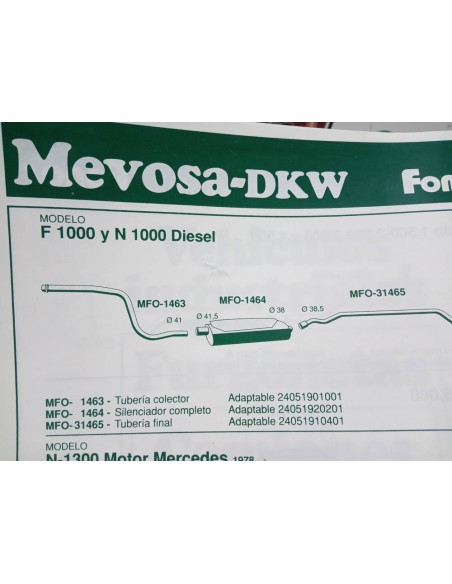 Mevosa-DKW Fon
MODELO
F 1000 y N 1000 Diesel
MFO-1463 MFO-1464 MFO-31465
Ø 41 Ø 41,5 Ø 38 Ø 38,5
MFO- 1463 - Tubería colector Adaptable 24051901001
MFO- 1464 - Silenciador completo Adaptable 24051920201
MFO-31465 - Tubería final Adaptable 24051910401
MODELO
N-1300 Motor Mercedes 1978